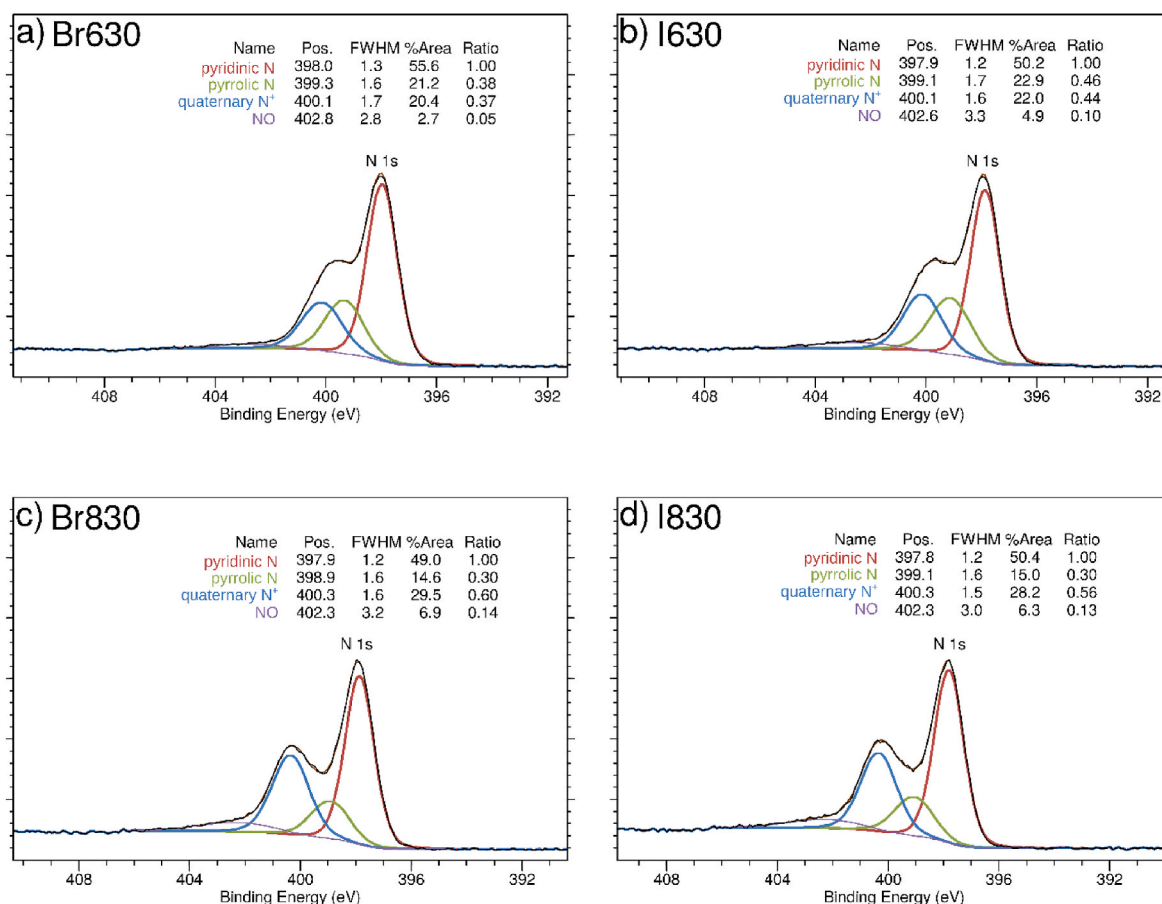 a) Br630
Name Pos. FWHM %Area Ratio
pyridinic N 398.0 1.3 55.6 1.00
pyrrolic N 399.3 1.6 21.2 0.38
quaternary N⁺ 400.1 1.7 20.4 0.37
NO 402.8 2.8 2.7 0.05
N 1s
408 404 400 396 392
Binding Energy (eV)
b) I630
Name Pos. FWHM %Area Ratio
pyridinic N 397.9 1.2 50.2 1.00
pyrrolic N 399.1 1.7 22.9 0.46
quaternary N⁺ 400.1 1.6 22.0 0.44
NO 402.6 3.3 4.9 0.10
N 1s
408 404 400 396 392
Binding Energy (eV)
c) Br830
Name Pos. FWHM %Area Ratio
pyridinic N 397.9 1.2 49.0 1.00
pyrrolic N 398.9 1.6 14.6 0.30
quaternary N⁺ 400.3 1.6 29.5 0.60
NO 402.3 3.2 6.9 0.14
N 1s
408 404 400 396 392
Binding Energy (eV)
d) I830
Name Pos. FWHM %Area Ratio
pyridinic N 397.8 1.2 50.4 1.00
pyrrolic N 399.1 1.6 15.0 0.30
quaternary N⁺ 400.3 1.5 28.2 0.56
NO 402.3 3.0 6.3 0.13
N 1s
408 404 400 396 392
Binding Energy (eV)